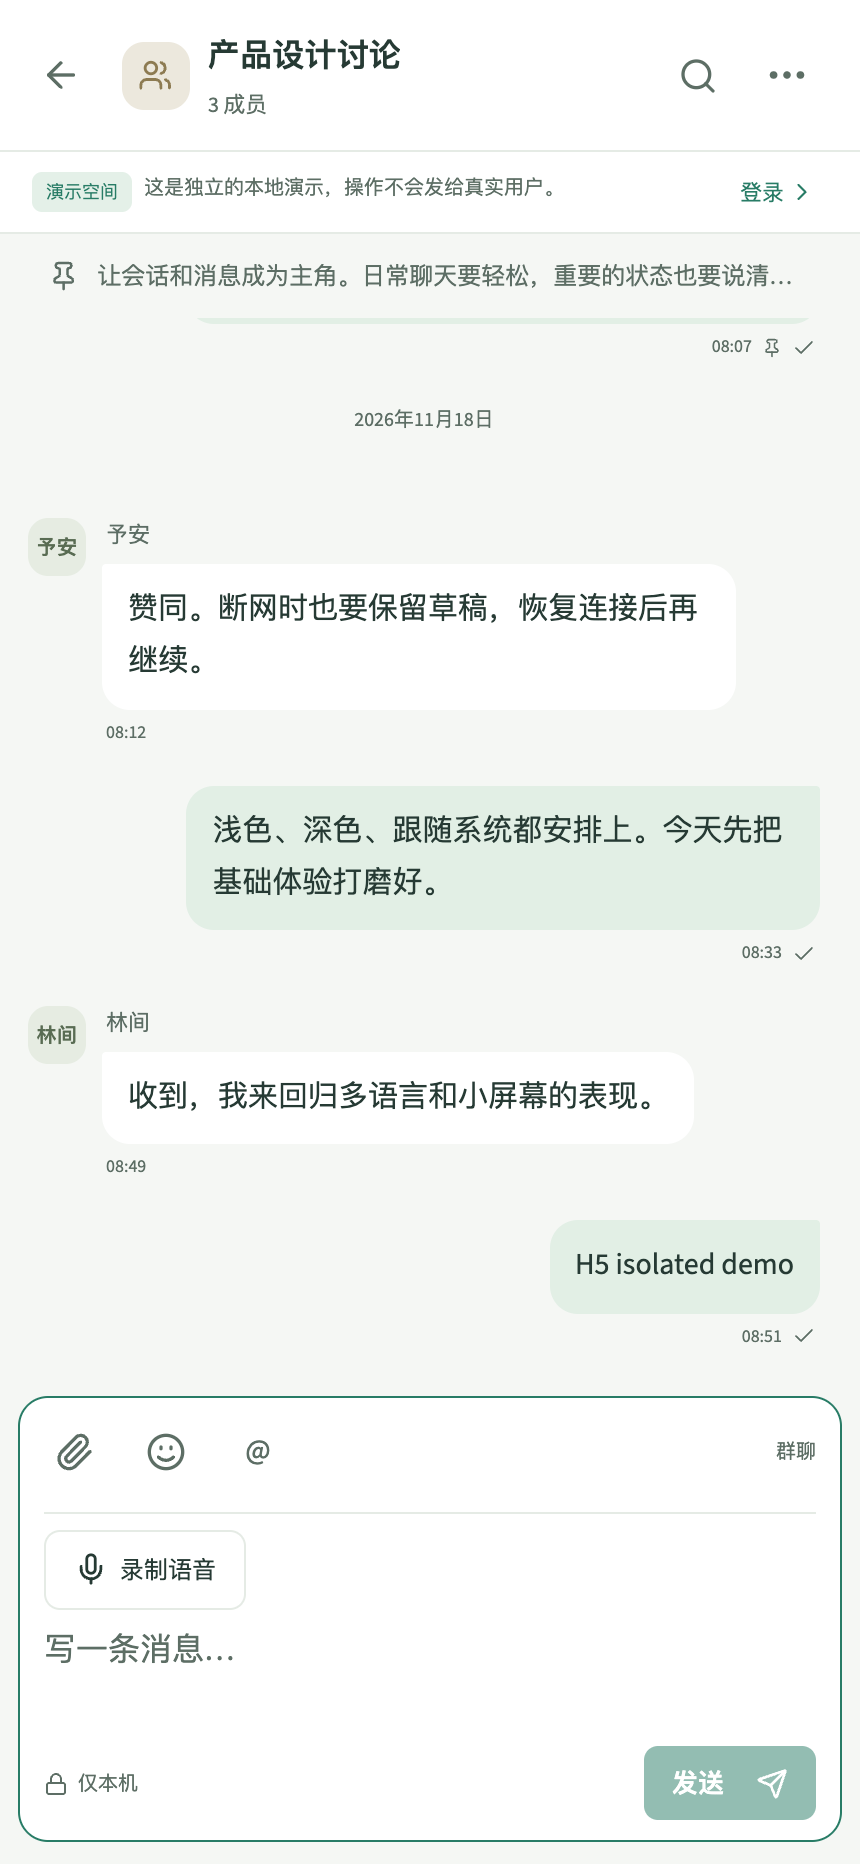 产品设计讨论
3 成员
演示空间
这是独立的本地演示，操作不会发给真实用户。
登录
让会话和消息成为主角。日常聊天要轻松，重要的状态也要说清...
08:07
2026年11月18日
予安
予安
赞同。断网时也要保留草稿，恢复连接后再
继续。
08:12
浅色、深色、跟随系统都安排上。今天先把
基础体验打磨好。
08:33
林间
林间
收到，我来回归多语言和小屏幕的表现。
08:49
H5 isolated demo
08:51
@
群聊
录制语音
写一条消息...
仅本机
发送